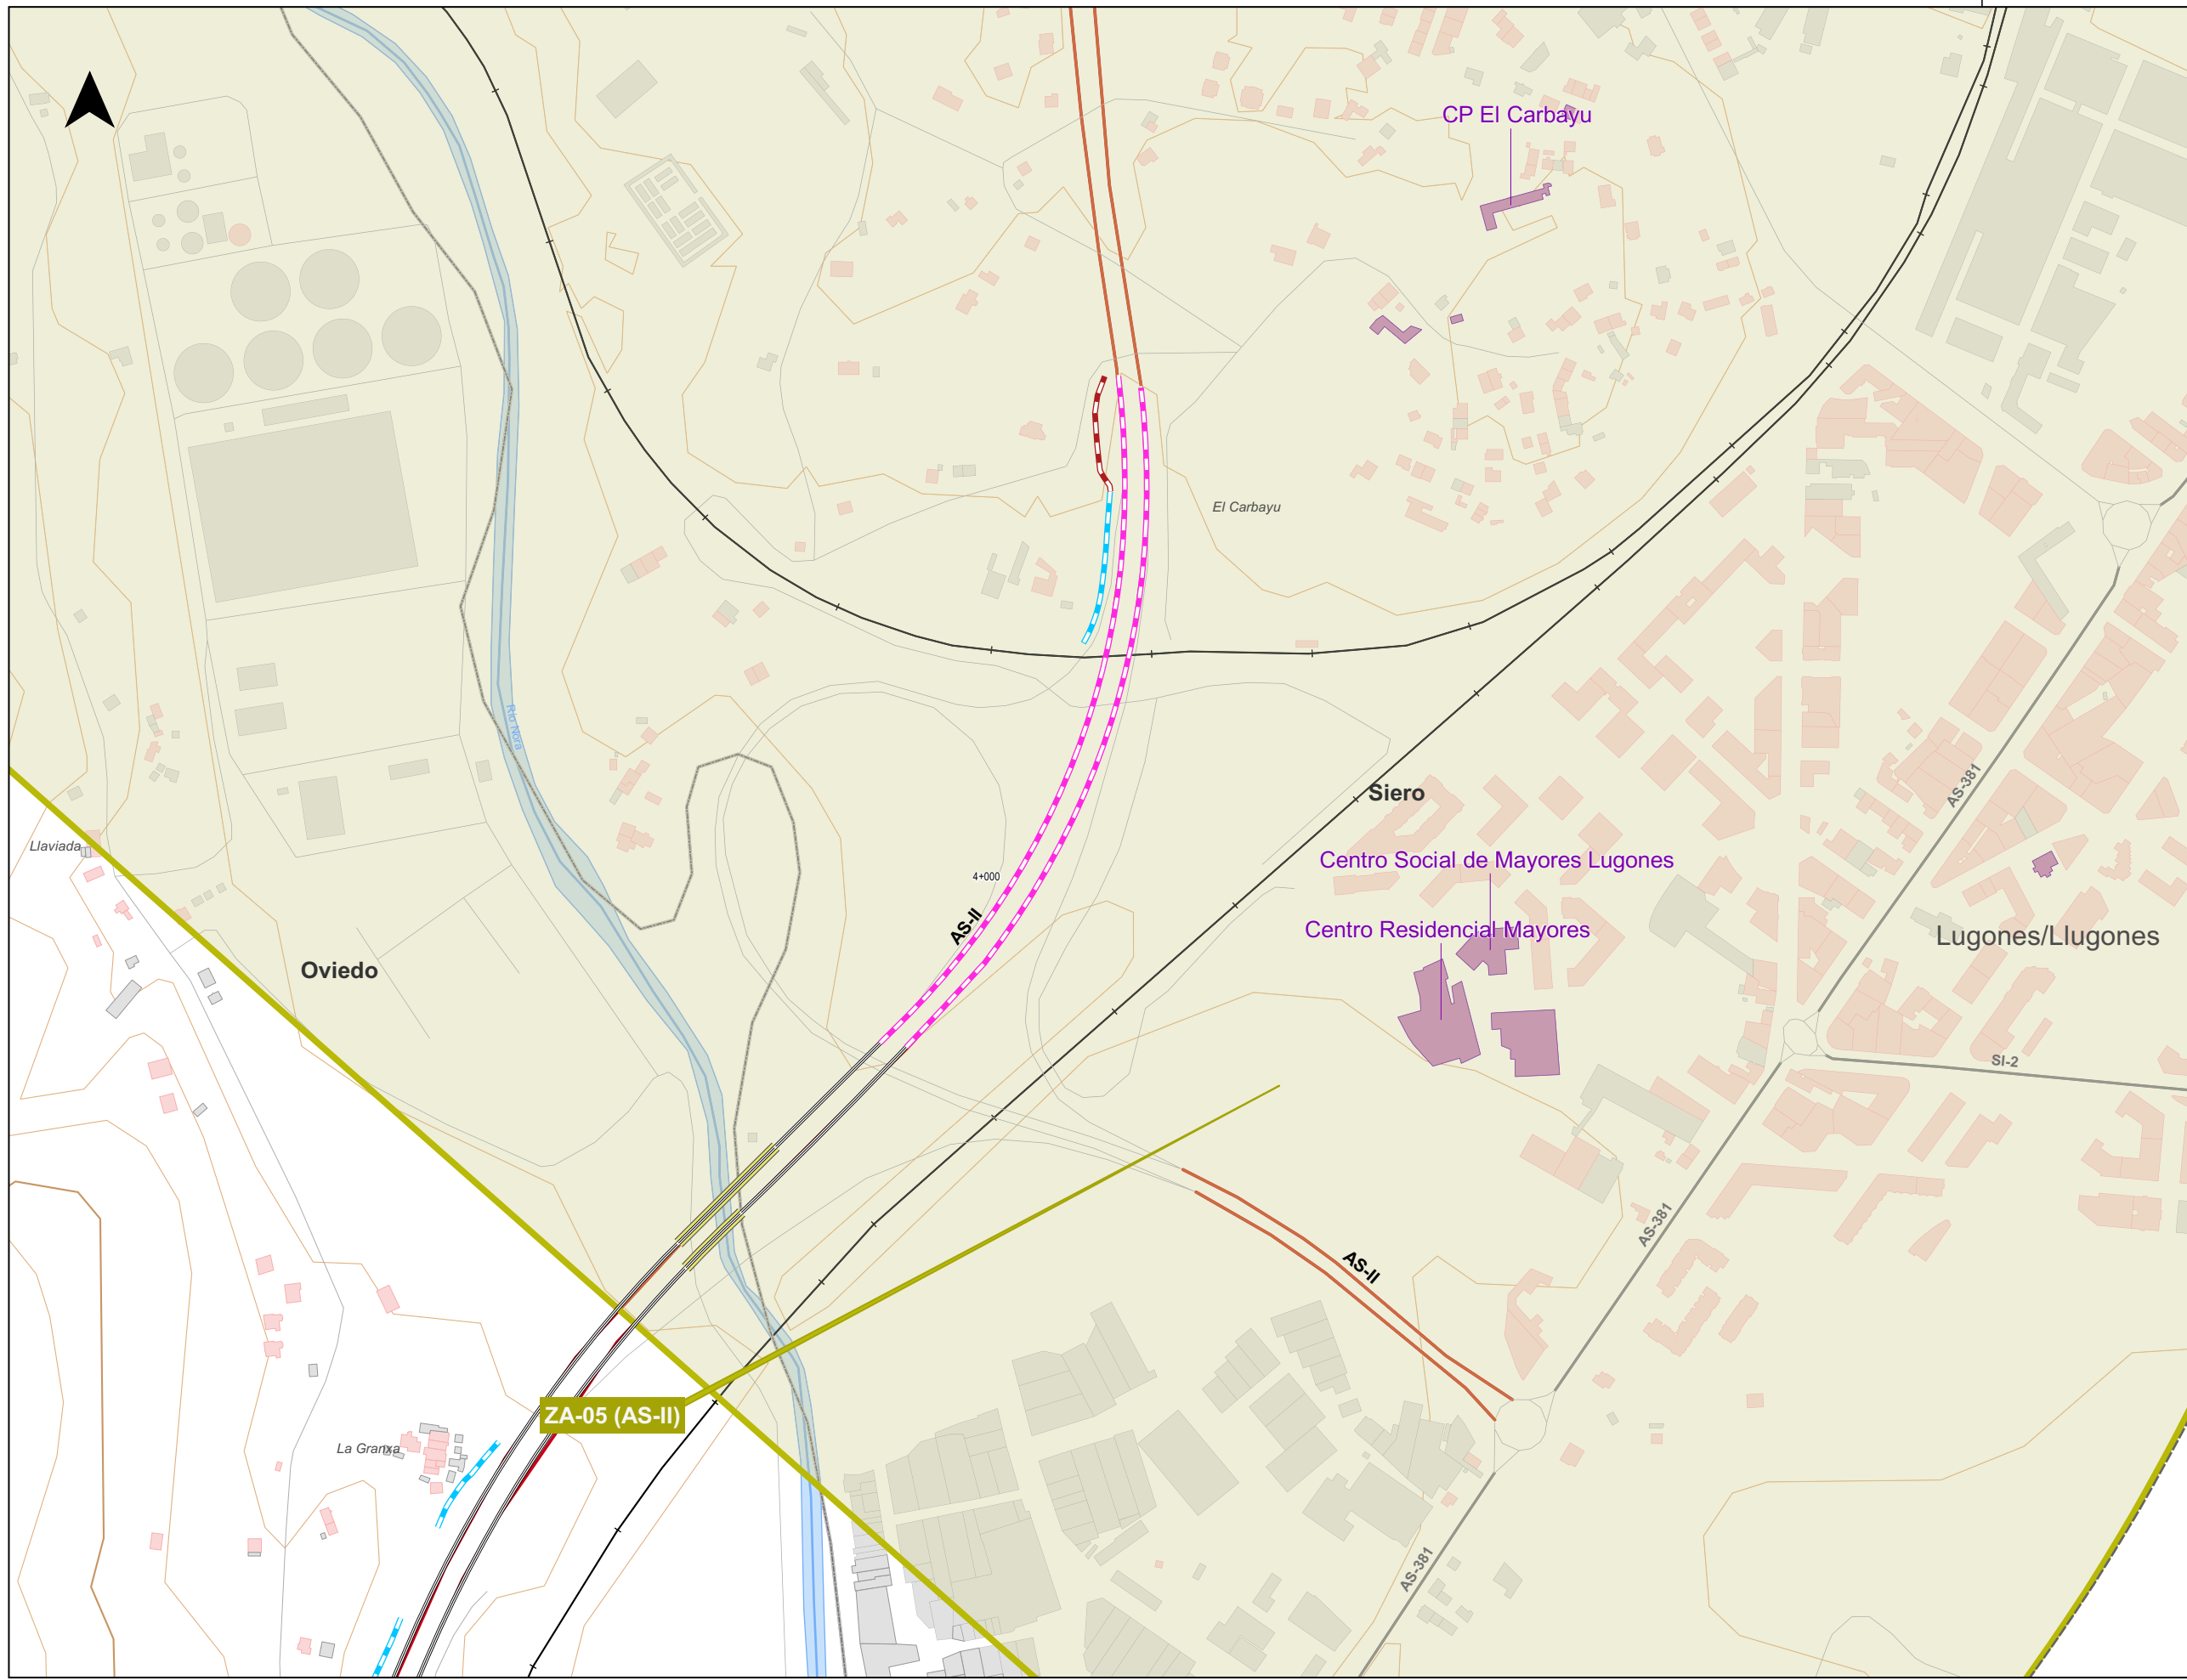 CP El Carbayu
El Carbayu
Río Nora
Siero
AS-381
Llaviada
Centro Social de Mayores Lugones
4+000
AS-II
Centro Residencial Mayores
Lugones/Llugones
Oviedo
SI-2
AS-381
AS-II
ZA-05 (AS-II)
La Granxa
AS-381